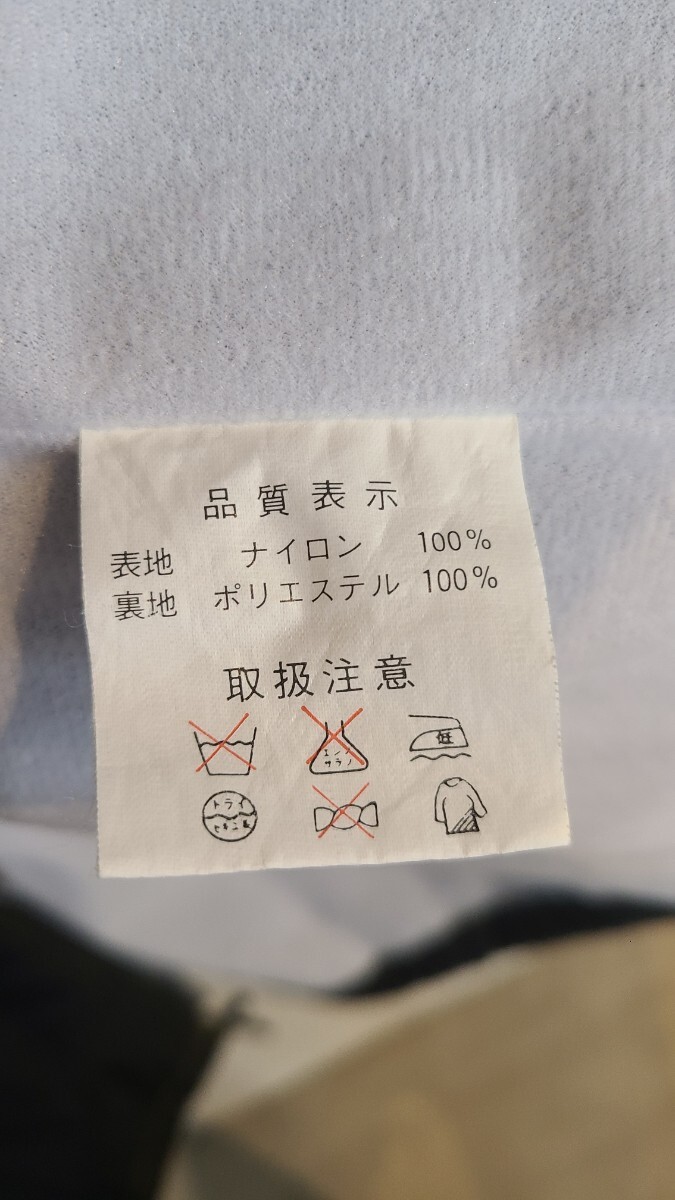 品質表示
表地 ナイロン 100%
裏地 ポリエステル 100%
取扱注意
エンソ サラシ 低
ドライ
セキユ系